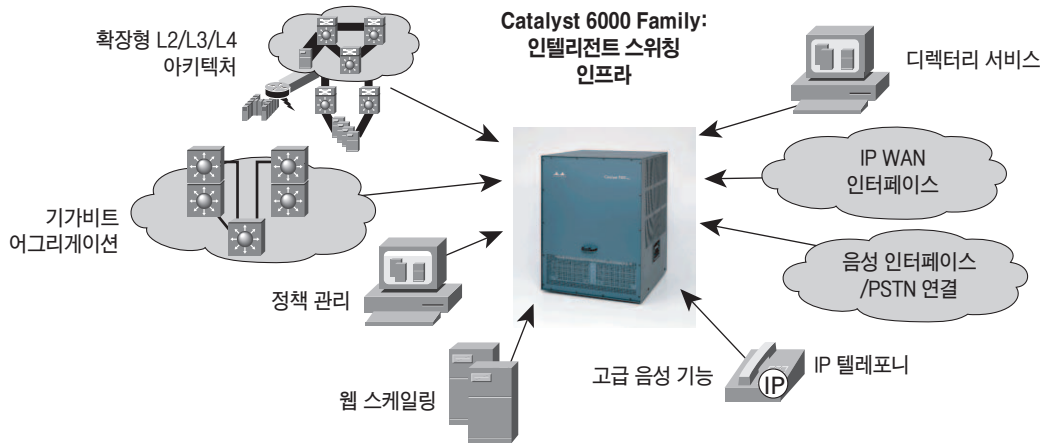 Catalyst 6000 Family:
인텔리전트 스위칭
인프라
확장형 L2/L3/L4
아키텍처
디렉터리 서비스
IP WAN
인터페이스
기가비트
어그리게이션
음성 인터페이스
/PSTN 연결
정책 관리
웹 스케일링
고급 음성 기능
IP
IP 텔레포니